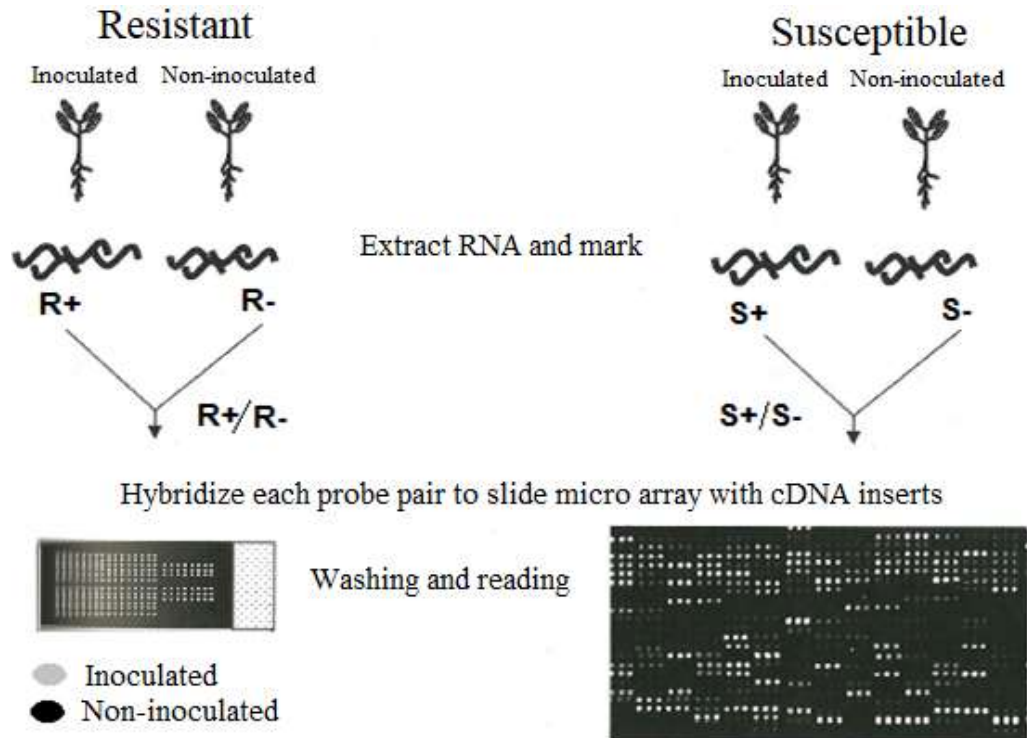 Resistant
Susceptible
Inoculated Non-inoculated
Inoculated Non-inoculated
Extract RNA and mark
R+ R-
S+ S-
R+/R-
S+/S-
Hybridize each probe pair to slide micro array with cDNA inserts
Washing and reading
Inoculated
Non-inoculated